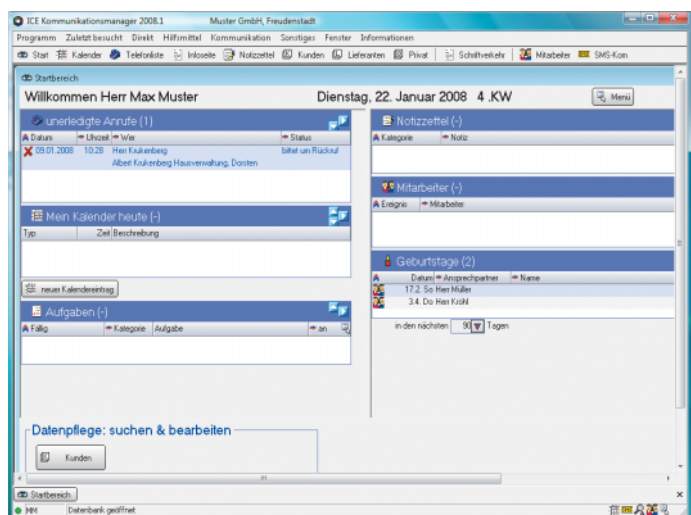 ICE Kommunikationsmanager 2008.1 Muster GmbH, Freudenstadt
Programm Zuletzt besucht Direkt Hilfsmittel Kommunikation Sonstiges Fenster Informationen
Start Kalender Telefonliste Infoseite Notizzettel Kunden Lieferanten Privat Schriftverkehr Mitarbeiter SMS-Kom
Startbereich
Willkommen Herr Max Muster Dienstag, 22. Januar 2008 4 .KW Menü
unerledigte Anrufe (1)
Datum Uhrzeit Wer Status
09.01.2008 10:28 Herr Krukenberg bittet um Rückruf
Albert Krukenberg Hausverwaltung, Dorsten
Mein Kalender heute (-)
Typ Zeit Beschreibung
neuer Kalendereintrag
Aufgaben (-)
Fällig Kategorie Aufgabe an
Notizzettel (-)
Kategorie Notiz
Mitarbeiter (-)
Ereignis Mitarbeiter
Geburtstage (2)
Datum Ansprechpartner Name
17.2. So Herr Müller
3.4. Do Herr Kröhl
in den nächsten 90 Tagen
Datenpflege: suchen & bearbeiten
Kunden
Startbereich
MM Datenbank geöffnet